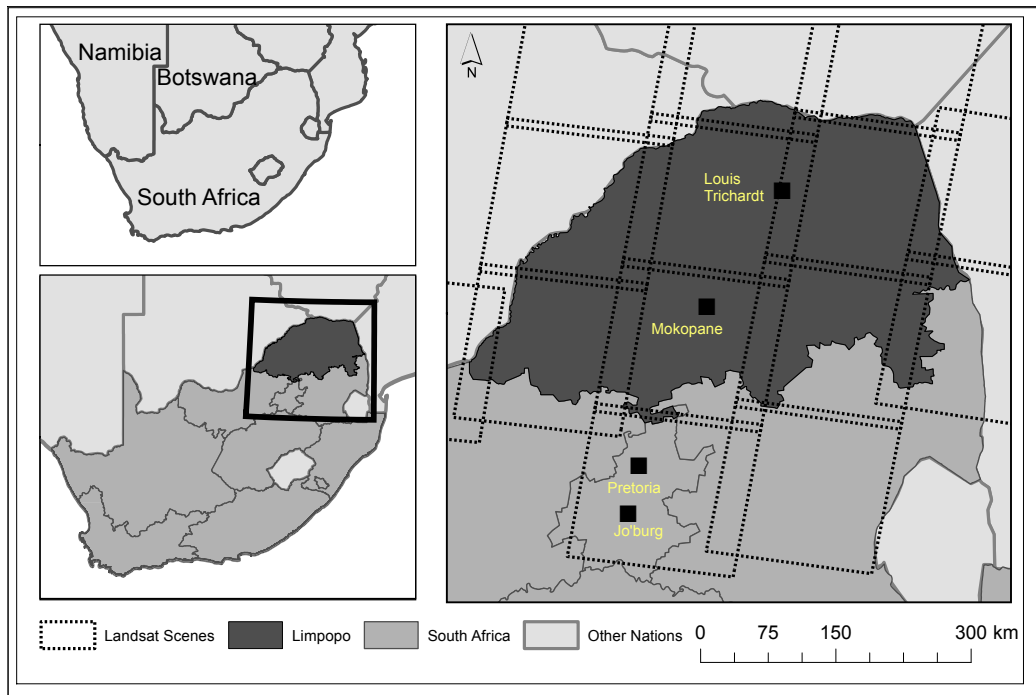 Namibia
Botswana
South Africa
N
Louis
Trichardt
Mokopane
Pretoria
Jo'burg
Landsat Scenes
Limpopo
South Africa
Other Nations
0 75 150 300 km